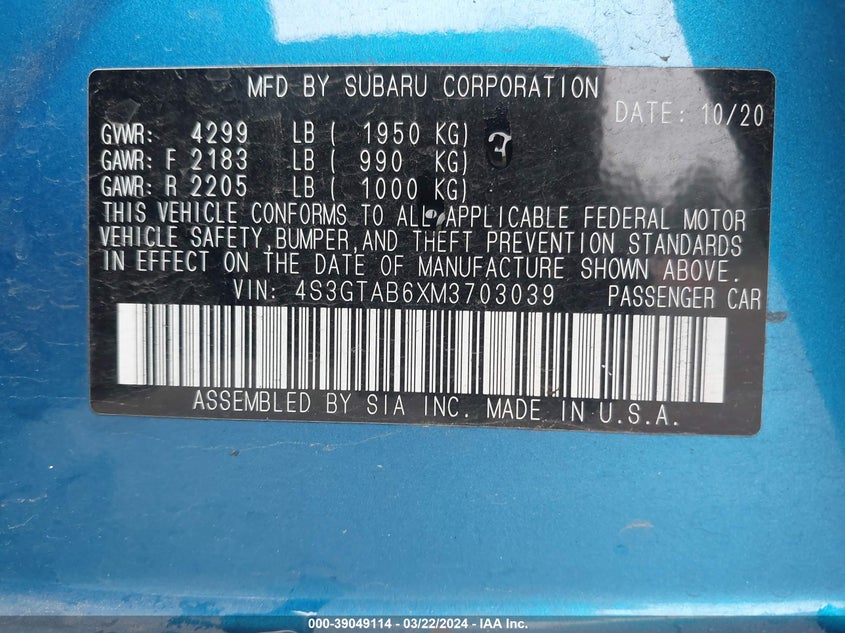 MFD BY SUBARU CORPORATION
DATE: 10/20
GVWR: 4299 LB ( 1950 KG)
GAWR: F 2183 LB ( 990 KG)
GAWR: R 2205 LB ( 1000 KG)
THIS VEHICLE CONFORMS TO ALL APPLICABLE FEDERAL MOTOR
VEHICLE SAFETY,BUMPER,AND THEFT PREVENTION STANDARDS
IN EFFECT ON THE DATE OF MANUFACTURE SHOWN ABOVE.
VIN: 4S3GTAB6XM3703039 PASSENGER CAR
ASSEMBLED BY SIA INC. MADE IN U.S.A.
000-39049114 - 03/22/2024 - IAA Inc.